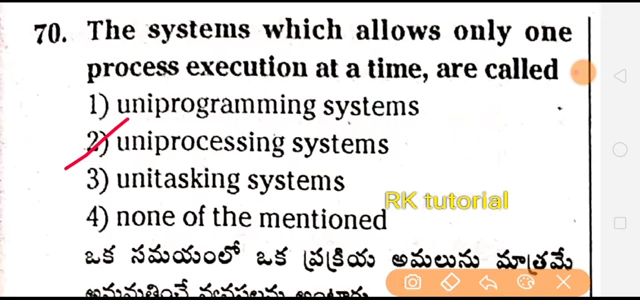 70. The systems which allows only one
process execution at a time, are called
1) uniprogramming systems
2) uniprocessing systems
3) unitasking systems
RK tutorial
4) none of the mentioned
ఒక సమయంలో ఒక ప్రక్రియ అమలును మాత్రమే